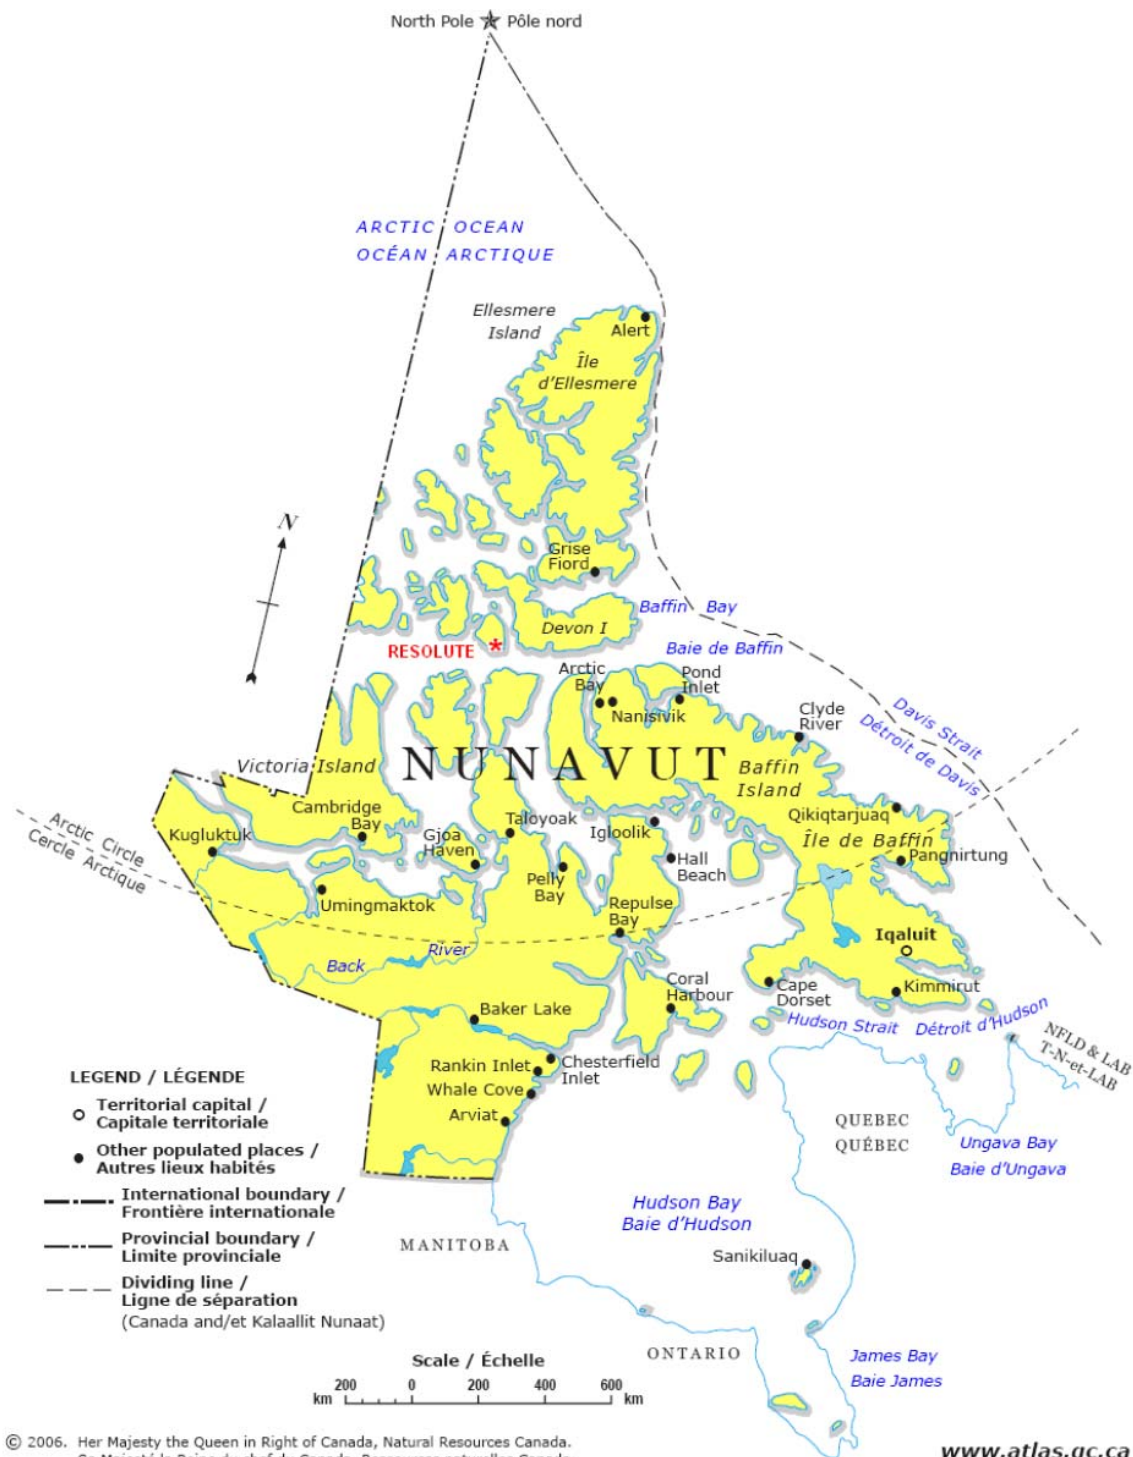 North Pole ★ Pôle nord
ARCTIC OCEAN
OCÉAN ARCTIQUE
Ellesmere
Island
Alert
Île
d'Ellesmere
N
Grise
Fiord
Baffin Bay
Devon I
Baie de Baffin
RESOLUTE *
Arctic
Bay
Pond
Inlet
Nanisivik
Clyde
River
Davis Strait
Détroit de Davis
NUNAVUT
Victoria Island
Baffin
Island
Cambridge
Bay
Taloyoak
Igloolik
Qikiqtarjuaq
Arctic Circle
Cercle Arctique
Kugluktuk
Gjoa
Haven
Île de Baffin
Pangnirtung
Hall
Beach
Pelly
Bay
Umingmaktok
Repulse
Bay
Iqaluit
Back River
Coral
Harbour
Cape
Dorset
Kimmirut
Baker Lake
Hudson Strait Détroit d'Hudson
NFLD & LAB
T-N-et-LAB
Rankin Inlet
Chesterfield
Inlet
Whale Cove
Arviat
QUEBEC
QUÉBEC
Ungava Bay
Baie d'Ungava
Hudson Bay
Baie d'Hudson
MANITOBA
Sanikiluaq
ONTARIO
James Bay
Baie James
LEGEND / LÉGENDE
Territorial capital /
Capitale territoriale
Other populated places /
Autres lieux habités
International boundary /
Frontière internationale
Provincial boundary /
Limite provinciale
Dividing line /
Ligne de séparation
(Canada and/et Kalaallit Nunaat)
Scale / Échelle
200 0 200 400 600
km km
© 2006. Her Majesty the Queen in Right of Canada, Natural Resources Canada.
www.atlas.gc.ca